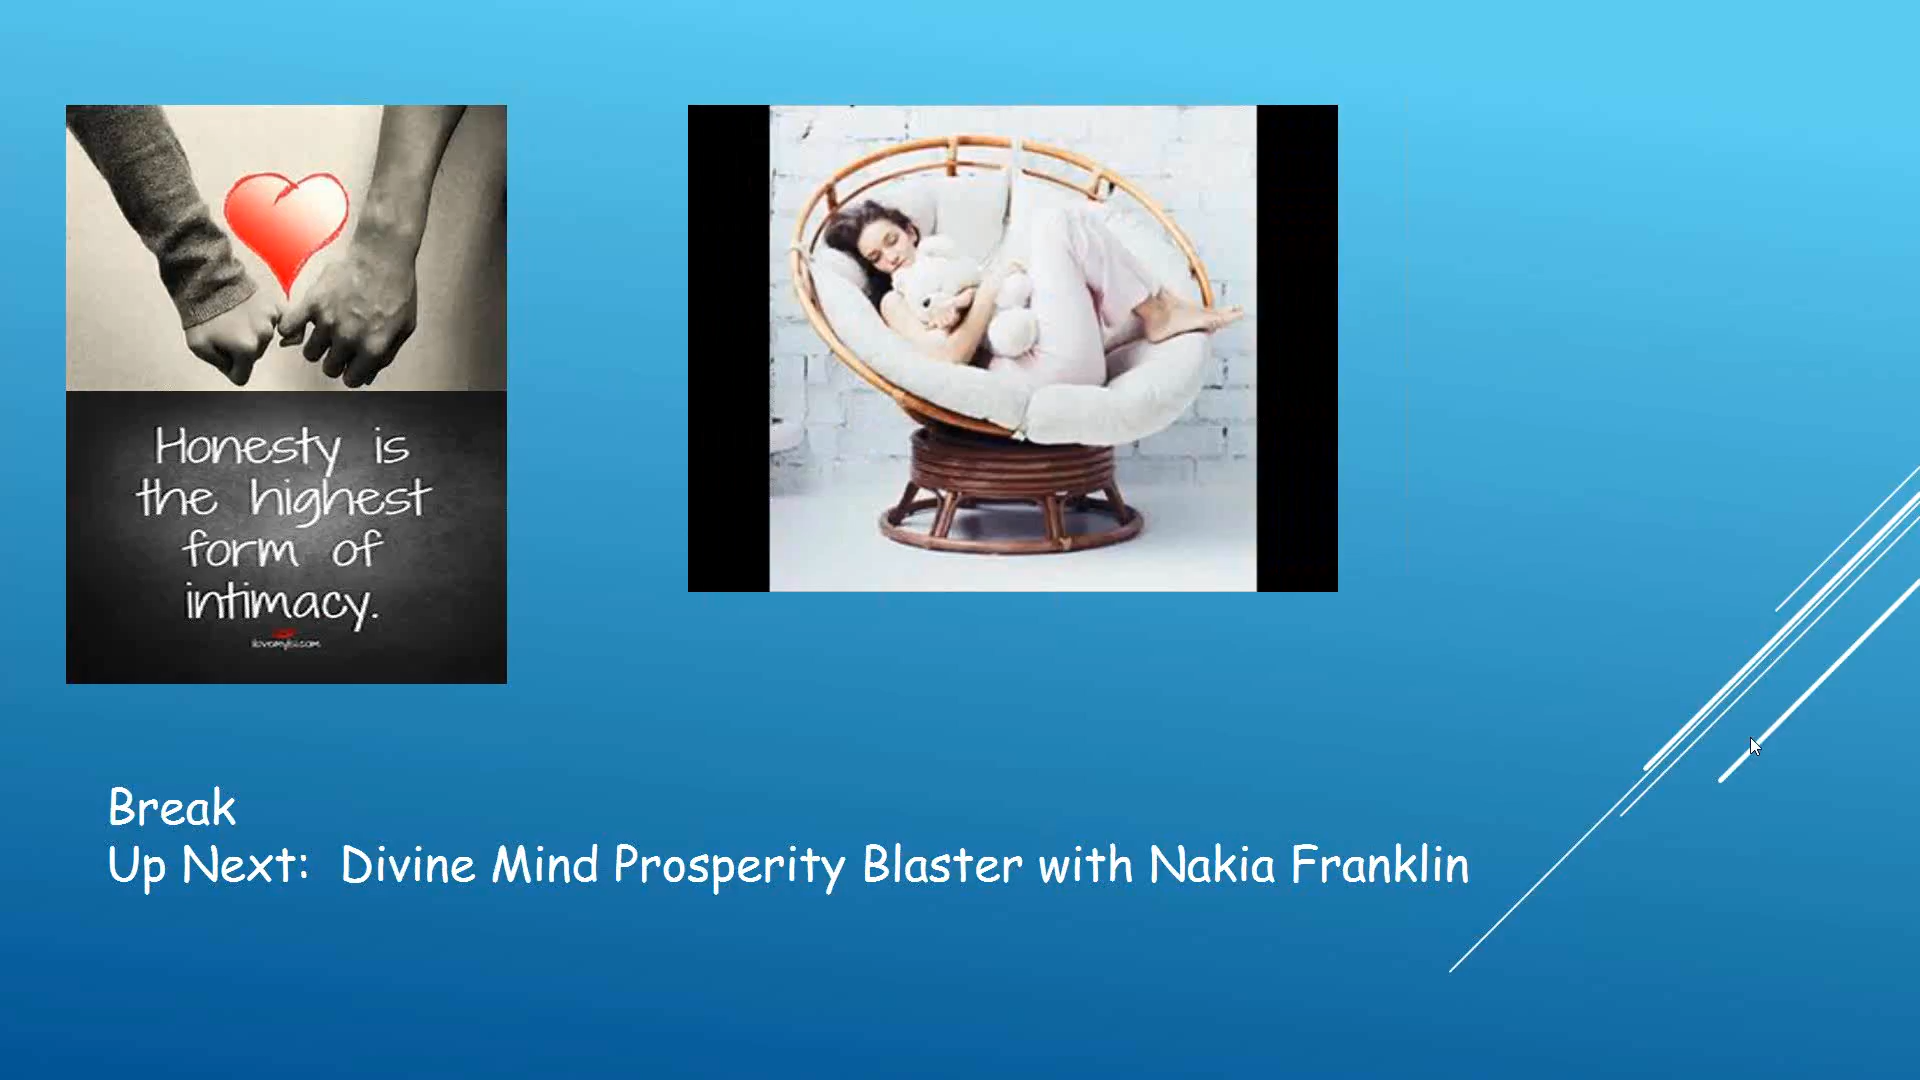 Honesty is
the highest
form of
intimacy.
Break
Up Next:  Divine Mind Prosperity Blaster with Nakia Franklin